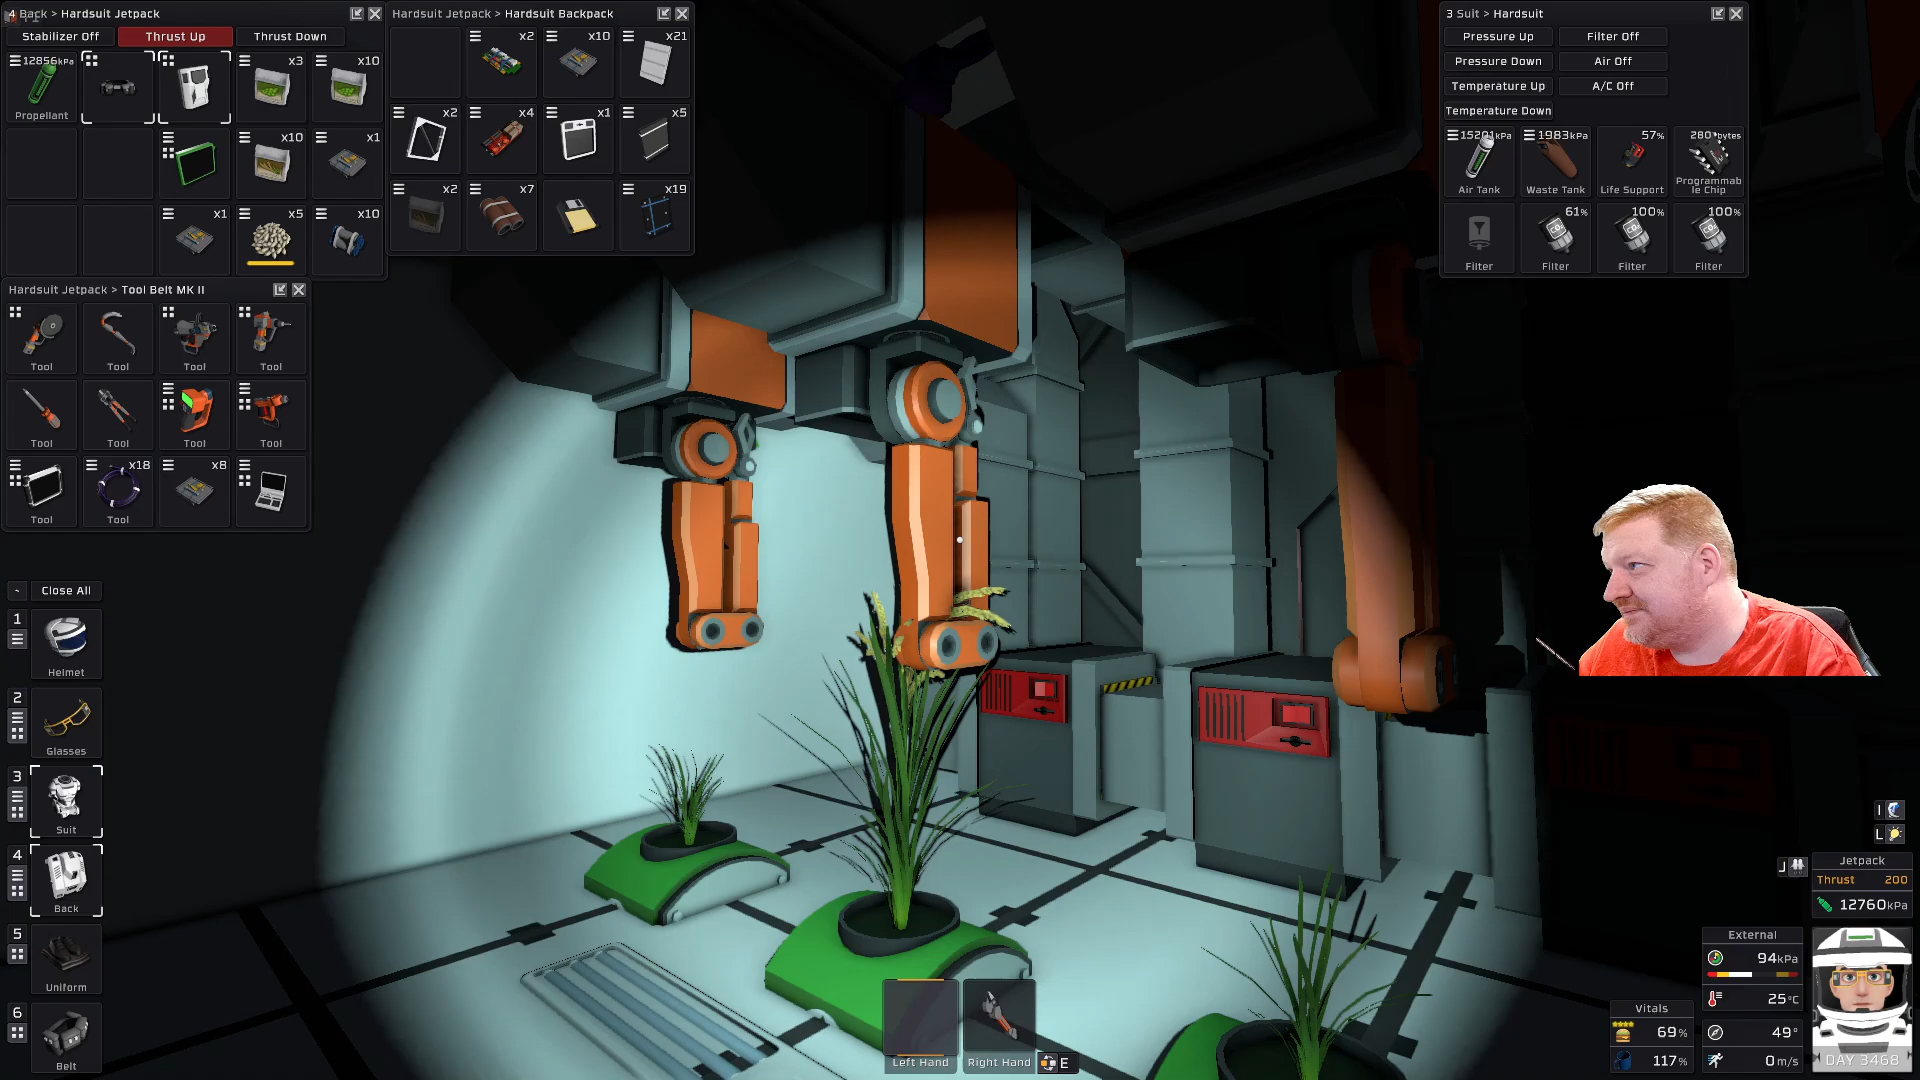 4 Back > Hardsuit Jetpack
Stabilizer Off
Thrust Up
Thrust Down
12856kPa
Propellant
x3
x10
x10
x1
x1
x5
x10
Hardsuit Jetpack > Hardsuit Backpack
x2
x10
x21
x2
x4
x1
x5
x2
x7
x19
Hardsuit Jetpack > Tool Belt MK II
Tool
Tool
Tool
Tool
Tool
Tool
Tool
Tool
x18
x8
Tool
Tool
3 Suit > Hardsuit
Pressure Up
Filter Off
Pressure Down
Air Off
Temperature Up
A/C Off
Temperature Down
15201kPa
1983kPa
57%
Air Tank
Waste Tank
Life Support
Programmab
le Chip
61%
100%
100%
Filter
Filter
Filter
Filter
~ Close All
1
Helmet
2
Glasses
3
Suit
4
Back
5
Uniform
6
Belt
Left Hand
Right Hand
E
I
L
J
Jetpack
Thrust 200
12760kPa
External
94kPa
25°C
49°
0m/s
Vitals
69%
117%
DAY 3468